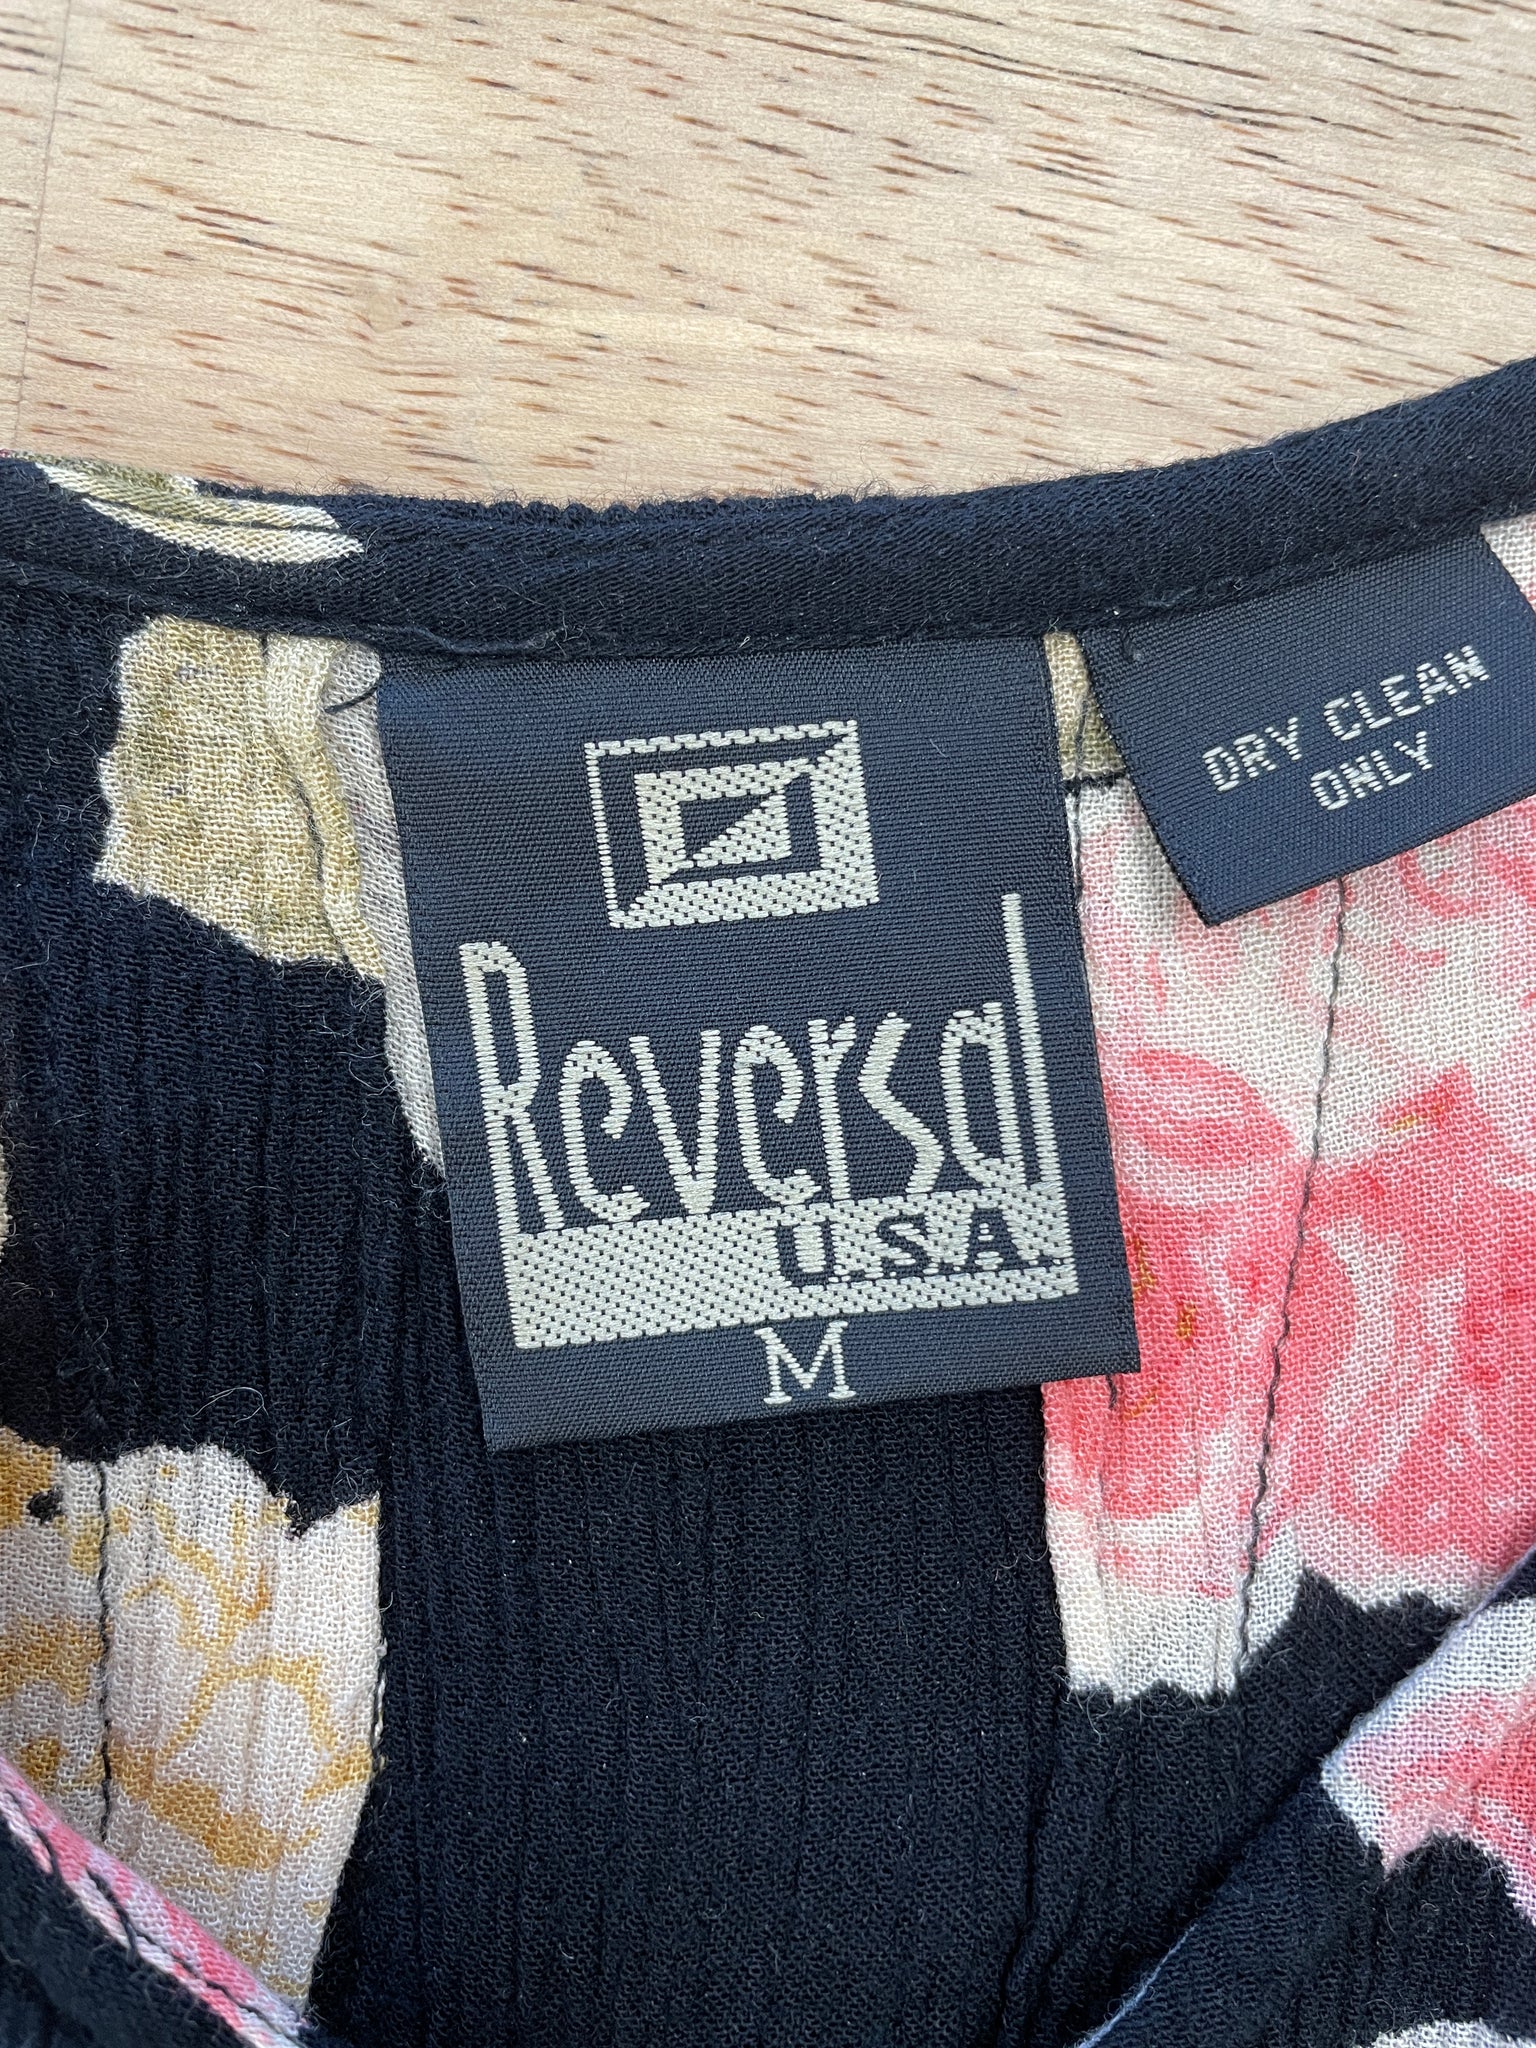 Reversal
U.S.A.
M
DRY CLEAN
ONLY